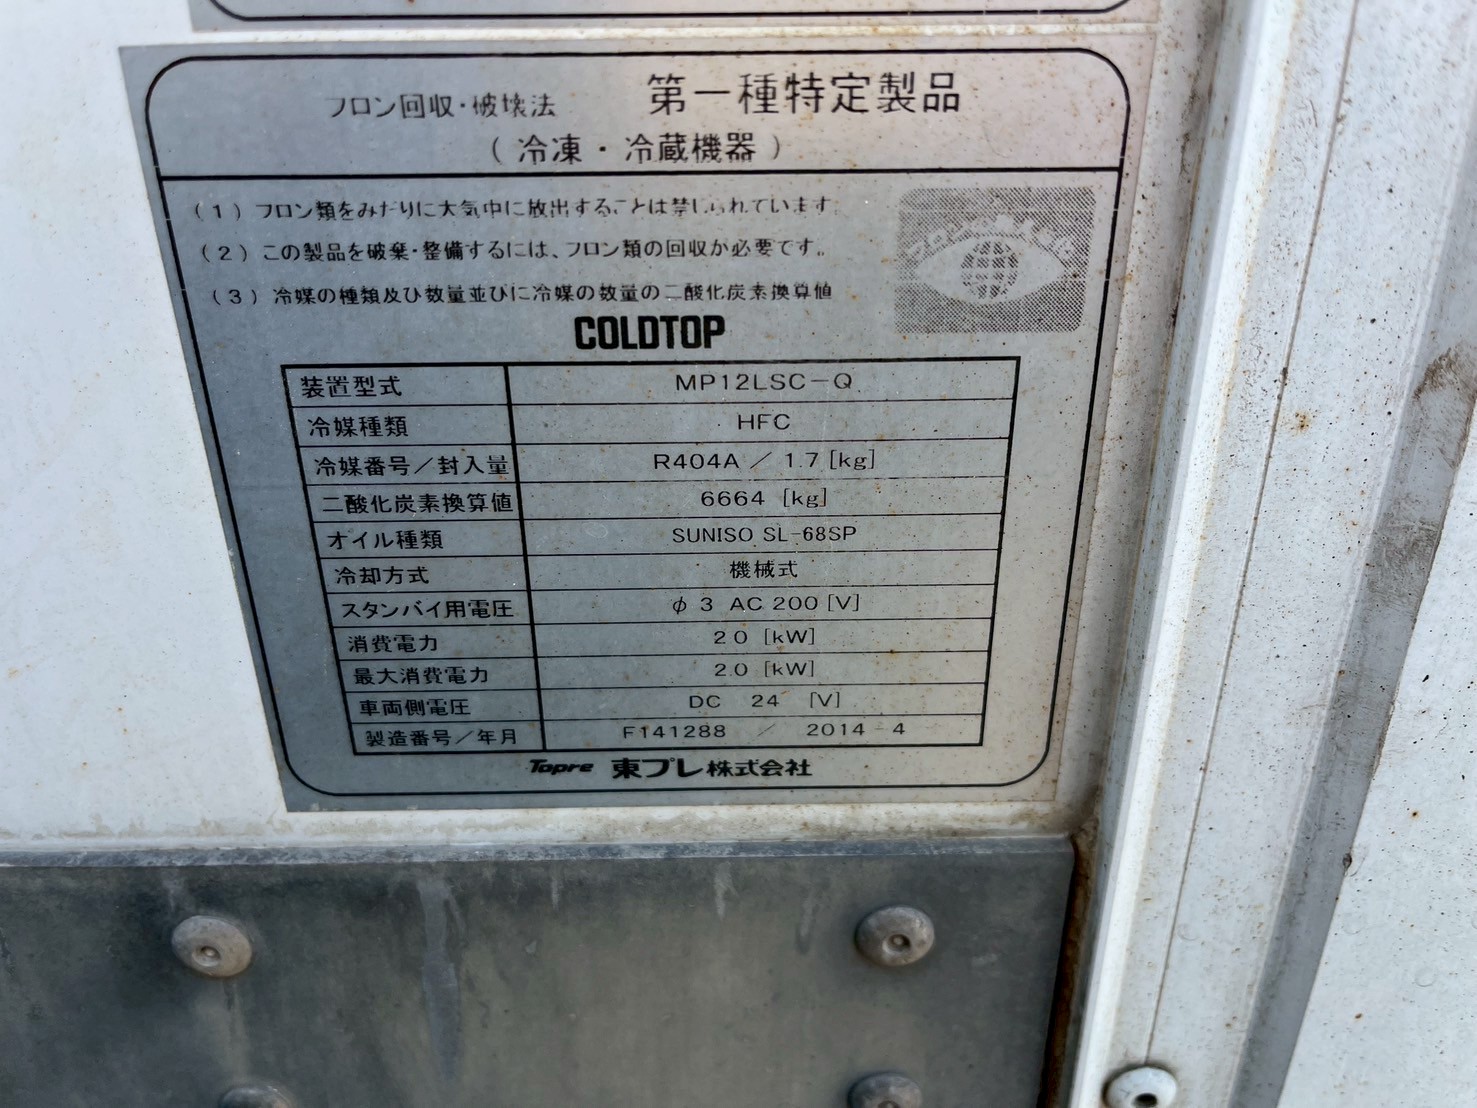 フロン回収・破壊法 第一種特定製品
（冷凍・冷蔵機器）
（1）フロン類をみだりに大気中に放出することは禁じられています。
（2）この製品を破棄・整備するには、フロン類の回収が必要です。
（3）冷媒の種類及び数量並びに冷媒の数量の二酸化炭素換算値
COLDTOP
装置型式 MP12LSC-Q
冷媒種類 HFC
冷媒番号／封入量 R404A ／ 1.7 [kg]
二酸化炭素換算値 6664 [kg]
オイル種類 SUNISO SL-68SP
冷却方式 機械式
スタンバイ用電圧 φ 3 AC 200 [V]
消費電力 2.0 [kW]
最大消費電力 2.0 [kW]
車両側電圧 DC 24 [V]
製造番号／年月 F141288 ／ 2014 - 4
Topre 東プレ株式会社